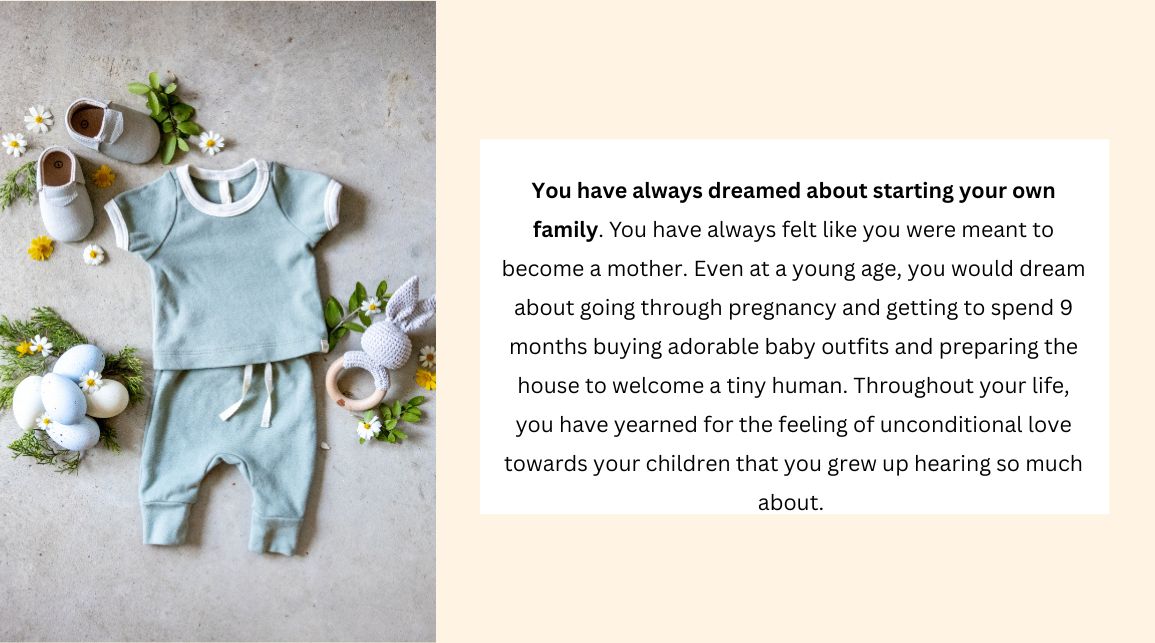 You have always dreamed about starting your own
family. You have always felt like you were meant to
become a mother. Even at a young age, you would dream
about going through pregnancy and getting to spend 9
months buying adorable baby outfits and preparing the
house to welcome a tiny human. Throughout your life,
you have yearned for the feeling of unconditional love
towards your children that you grew up hearing so much
about.